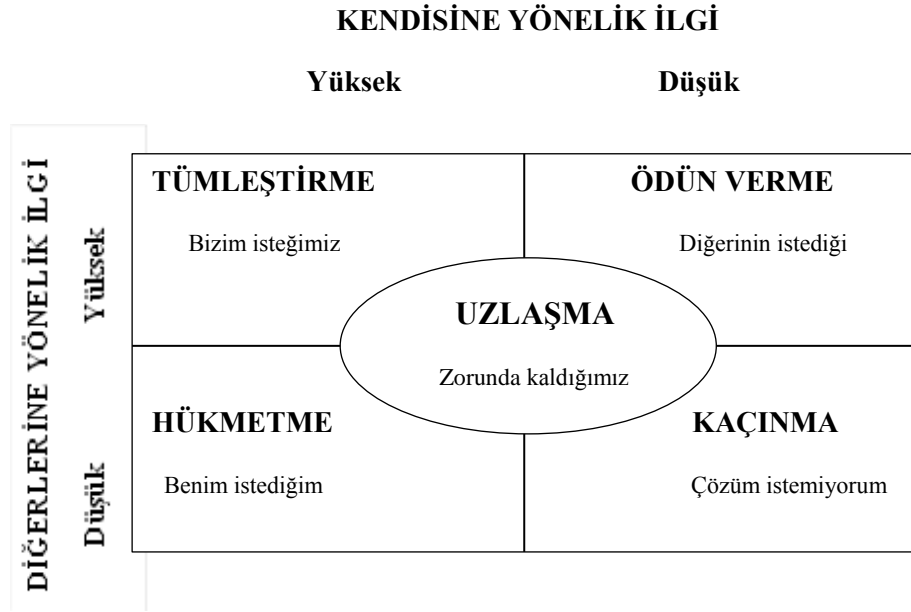 KENDİSİNE YÖNELİK İLGİ
Yüksek Düşük
DİĞERLERİNE YÖNELİK İLGİ
Yüksek
Düşük
TÜMLEŞTİRME
Bizim isteğimiz
ÖDÜN VERME
Diğerinin istediği
UZLAŞMA
Zorunda kaldığımız
HÜKMETME
Benim istediğim
KAÇINMA
Çözüm istemiyorum